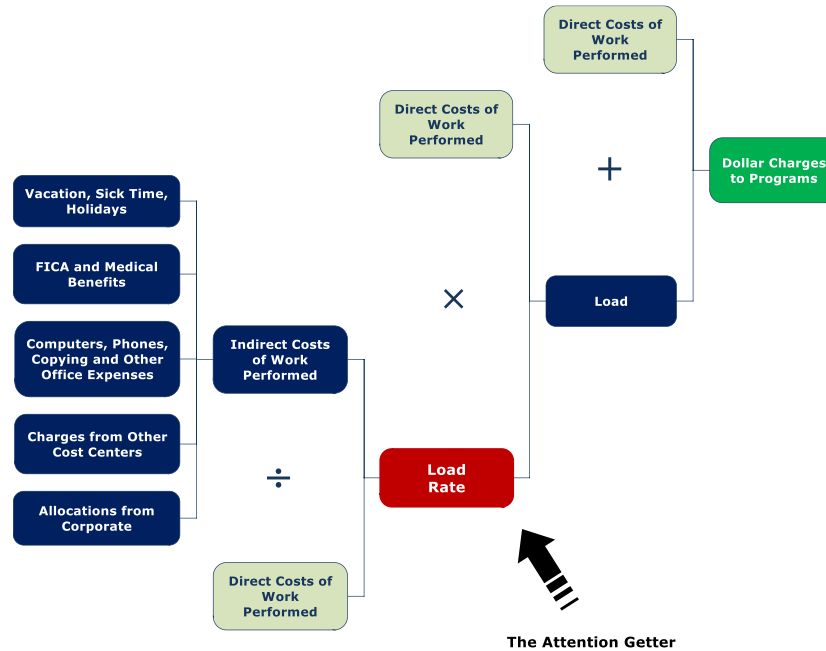 Direct Costs of
Work
Performed
Direct Costs of
Work
Performed
+
Dollar Charges
to Programs
Vacation, Sick Time,
Holidays
FICA and Medical
Benefits
×
Load
Computers, Phones,
Copying and Other
Office Expenses
Indirect Costs
of Work
Performed
Charges from Other
Cost Centers
÷
Load
Rate
Allocations from
Corporate
Direct Costs of
Work
Performed
The Attention Getter